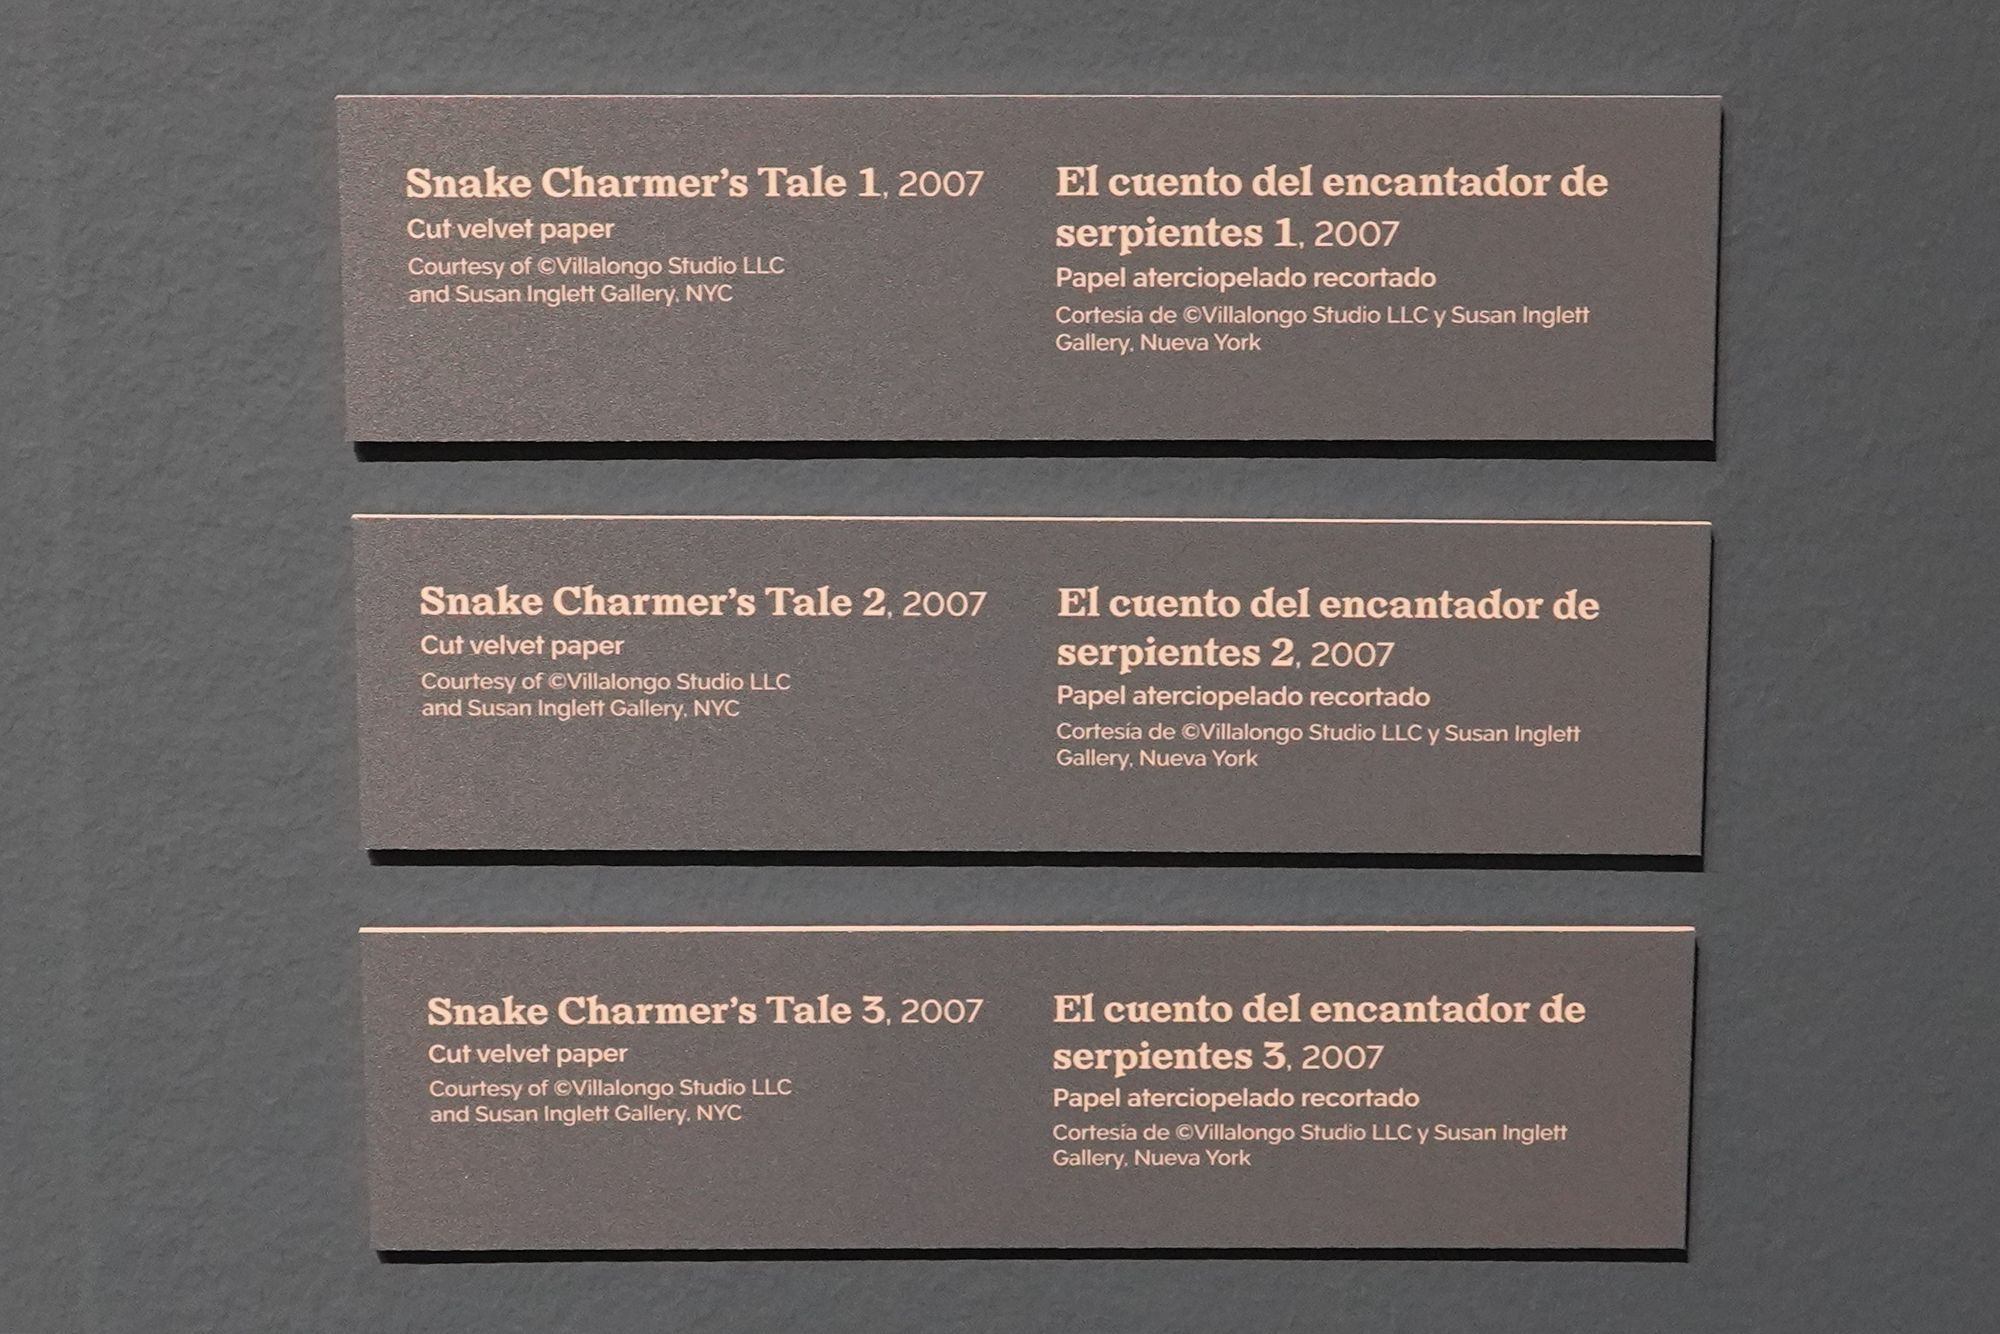 Snake Charmer's Tale 1, 2007
Cut velvet paper
Courtesy of ©Villalongo Studio LLC
and Susan Inglett Gallery, NYC
El cuento del encantador de
serpientes 1, 2007
Papel aterciopelado recortado
Cortesía de ©Villalongo Studio LLC y Susan Inglett
Gallery, Nueva York
Snake Charmer's Tale 2, 2007
Cut velvet paper
Courtesy of ©Villalongo Studio LLC
and Susan Inglett Gallery, NYC
El cuento del encantador de
serpientes 2, 2007
Papel aterciopelado recortado
Cortesía de ©Villalongo Studio LLC y Susan Inglett
Gallery, Nueva York
Snake Charmer's Tale 3, 2007
Cut velvet paper
Courtesy of ©Villalongo Studio LLC
and Susan Inglett Gallery, NYC
El cuento del encantador de
serpientes 3, 2007
Papel aterciopelado recortado
Cortesía de ©Villalongo Studio LLC y Susan Inglett
Gallery, Nueva York